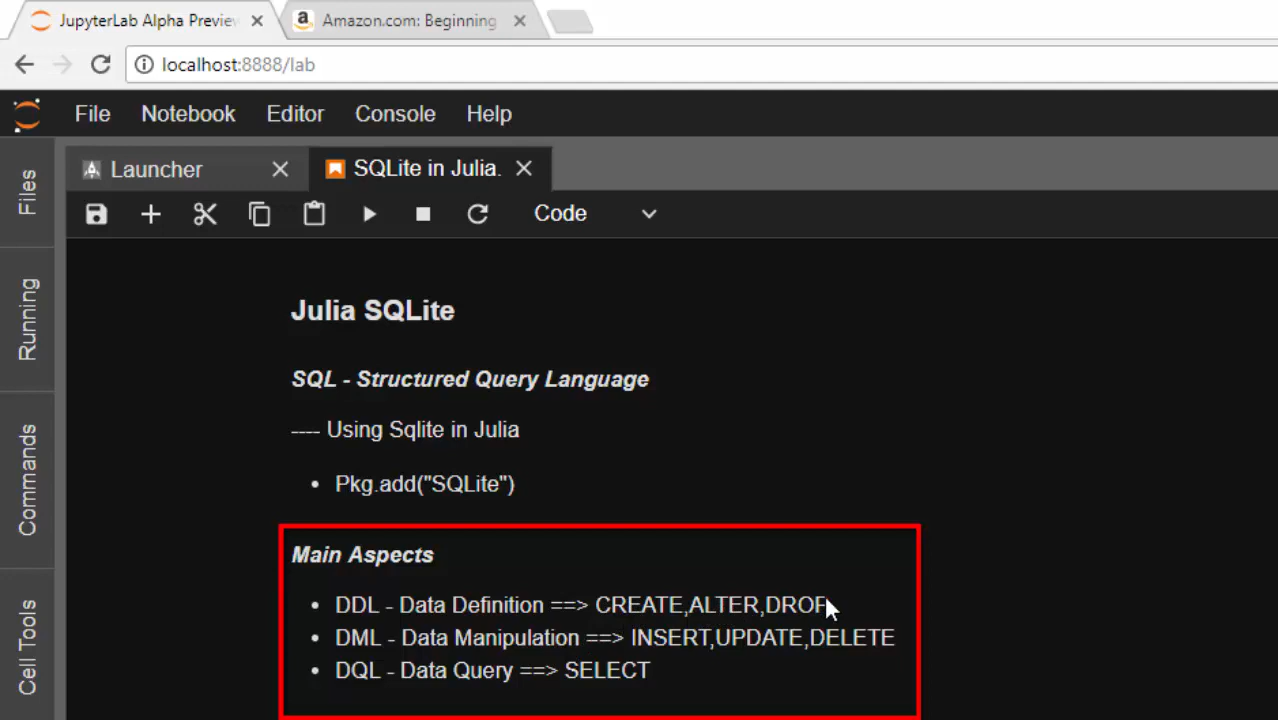 JupyterLab Alpha Preview
Amazon.com: Beginning
localhost:8888/lab
File Notebook Editor Console Help
Launcher
SQLite in Julia.
Code
Files
Running
Commands
Cell Tools
Julia SQLite
SQL - Structured Query Language
---- Using Sqlite in Julia
• Pkg.add("SQLite")
Main Aspects
• DDL - Data Definition ==> CREATE,ALTER,DROP
• DML - Data Manipulation ==> INSERT,UPDATE,DELETE
• DQL - Data Query ==> SELECT